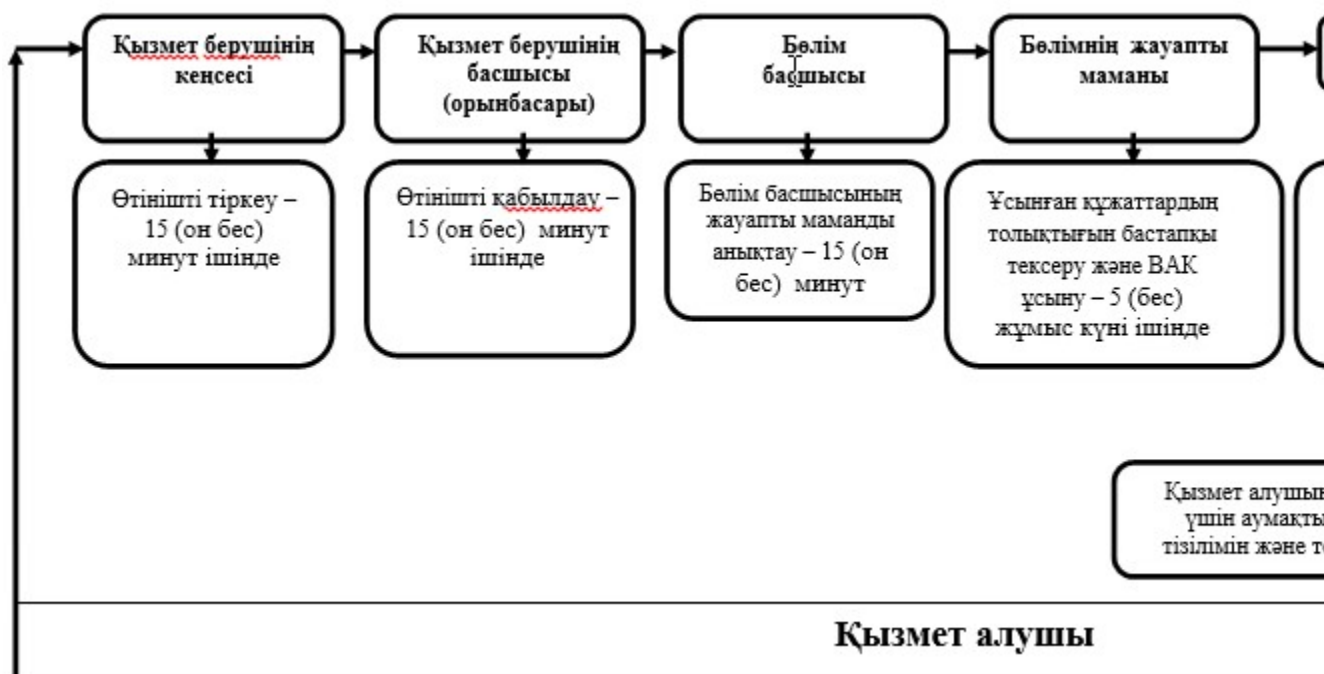 Қызмет берушінің
кеңсесі
Қызмет берушінің
басшысы
(орынбасары)
Бөлім
басшысы
Бөлімнің жауапты
маманы
Өтінішті тіркеу –
15 (он бес)
минут ішінде
Өтінішті қабылдау –
15 (он бес) минут
ішінде
Бөлім басшысының
жауапты маманды
анықтау – 15 (он
бес) минут
Ұсынған құжаттардың
толықтығын бастапқы
тексеру және ВАК
ұсыну – 5 (бес)
жұмыс күні ішінде
Қызмет
үшін
тізілімін және
Қызмет алушы